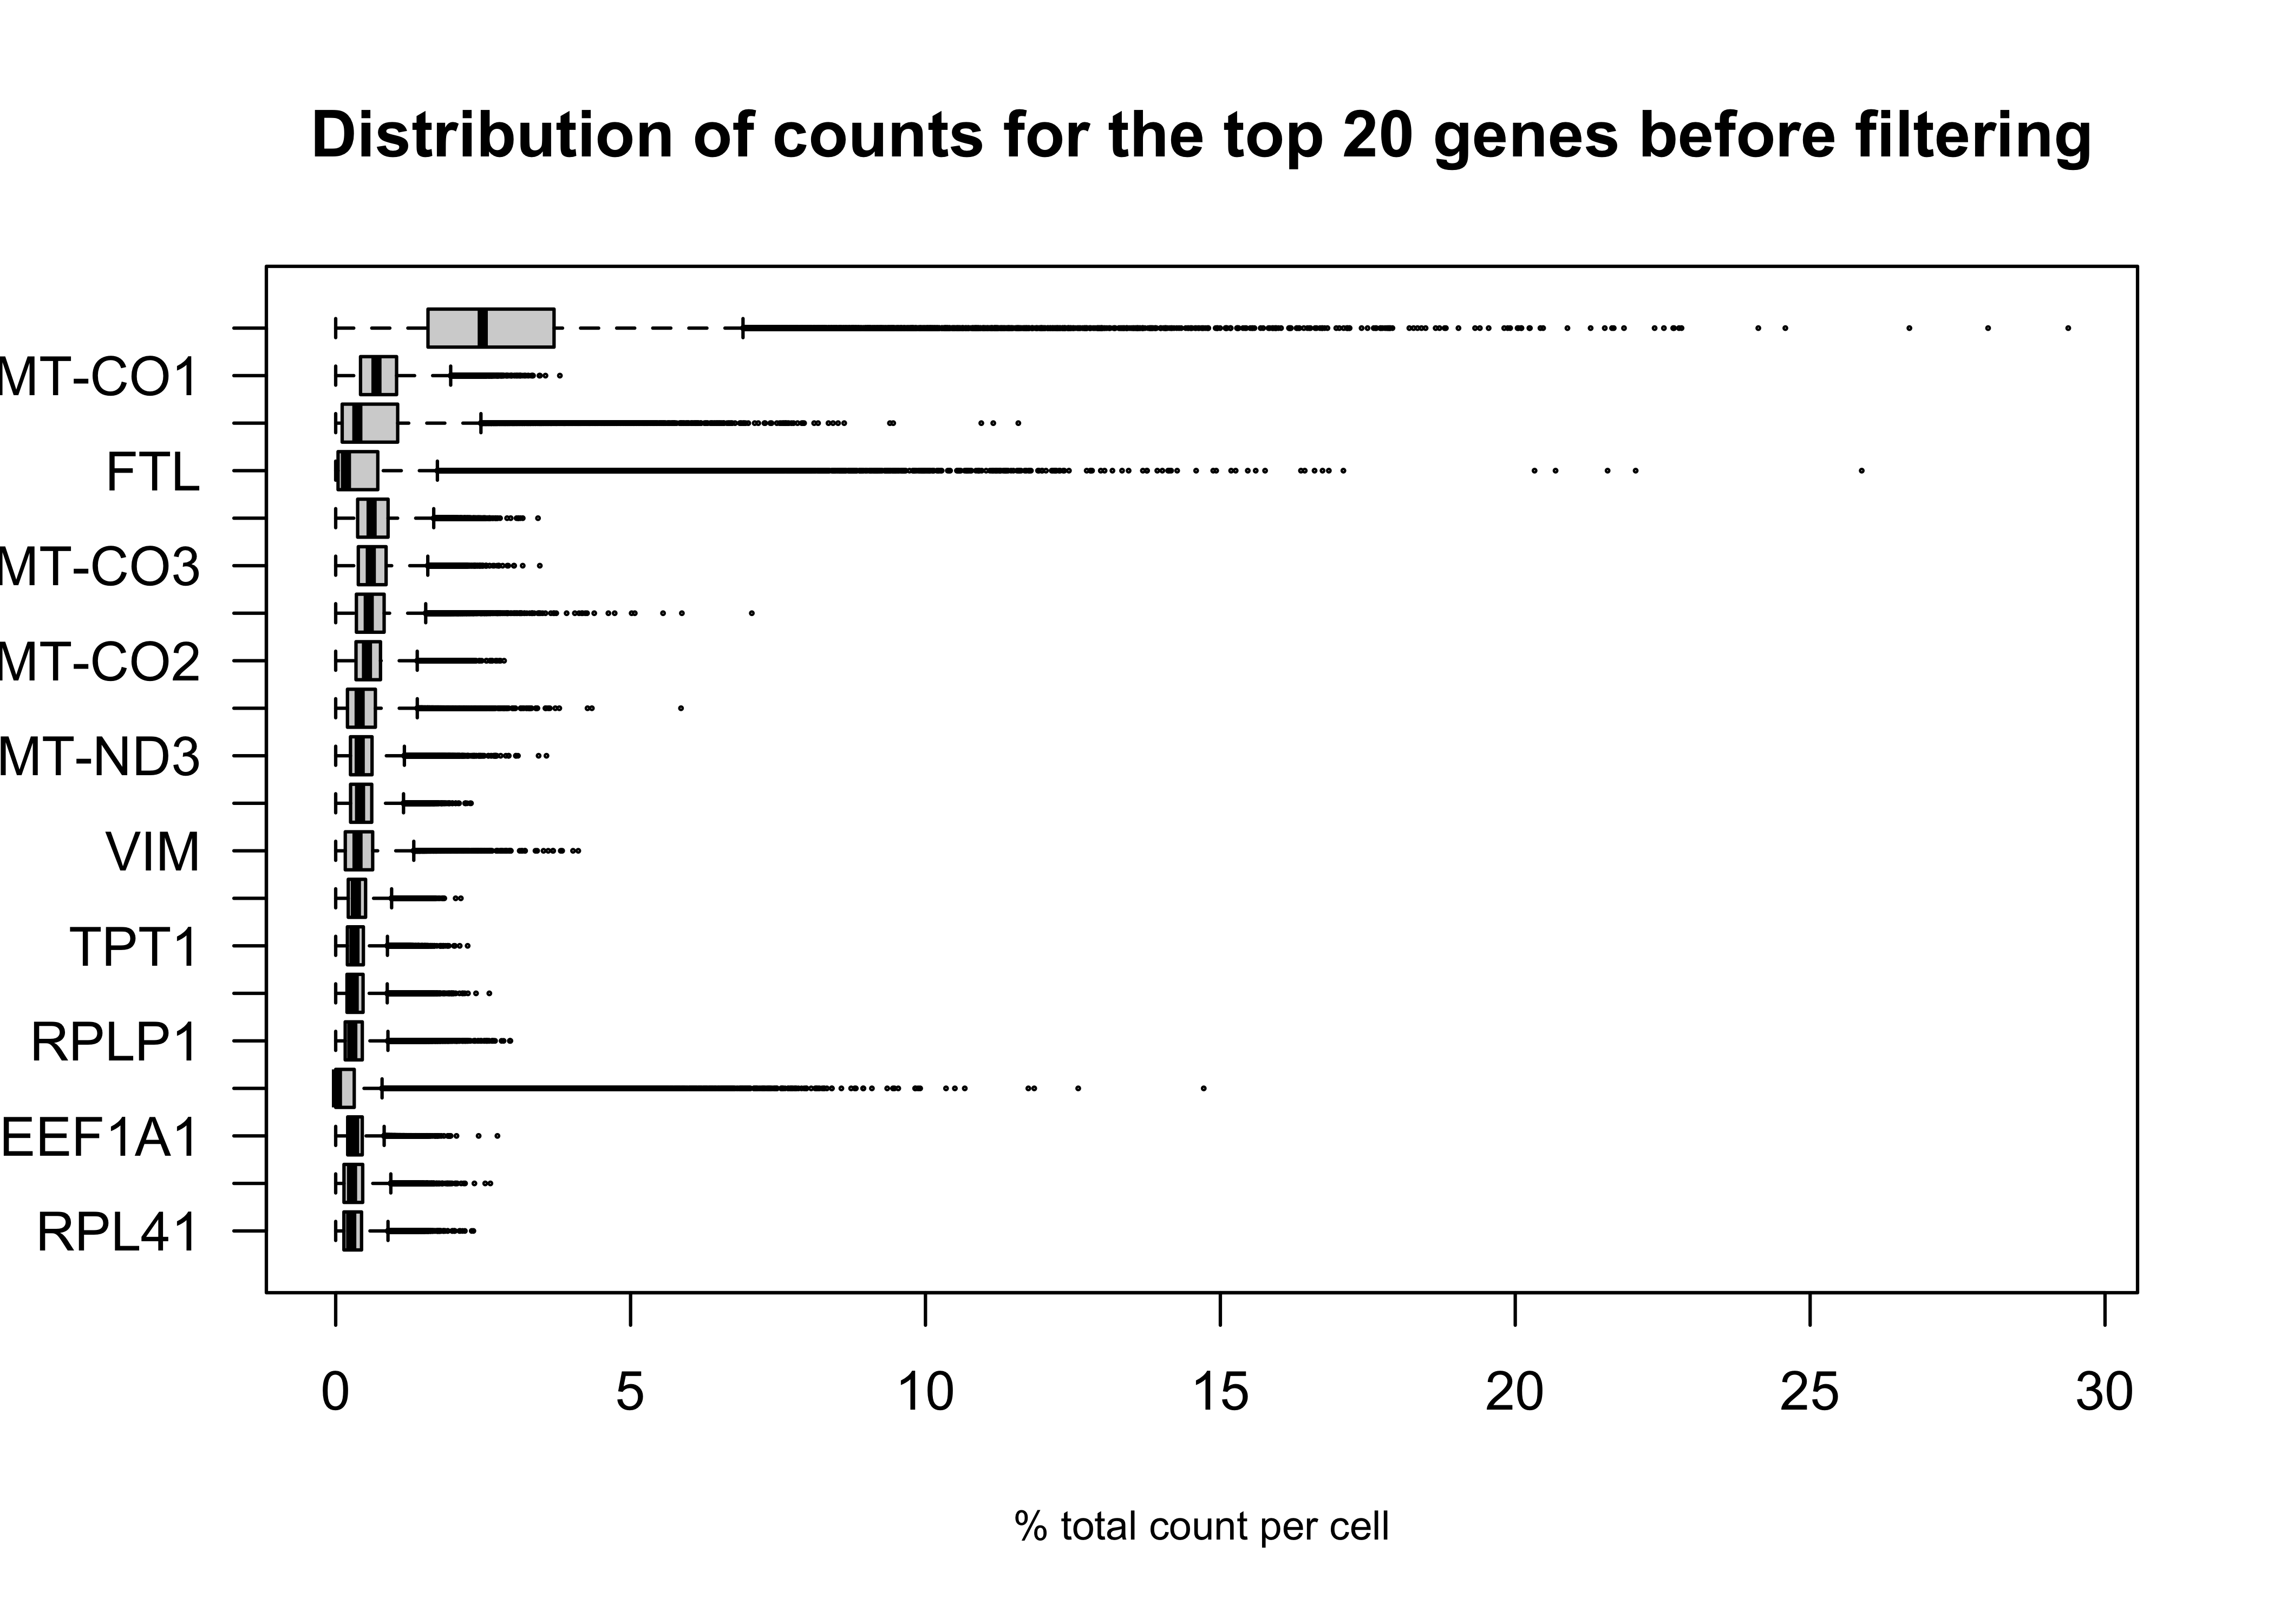 Distribution of counts for the top 20 genes before filtering
MT-CO1
FTL
MT-CO3
MT-CO2
MT-ND3
VIM
TPT1
RPLP1
EEF1A1
RPL41
0 5 10 15 20 25 30
% total count per cell